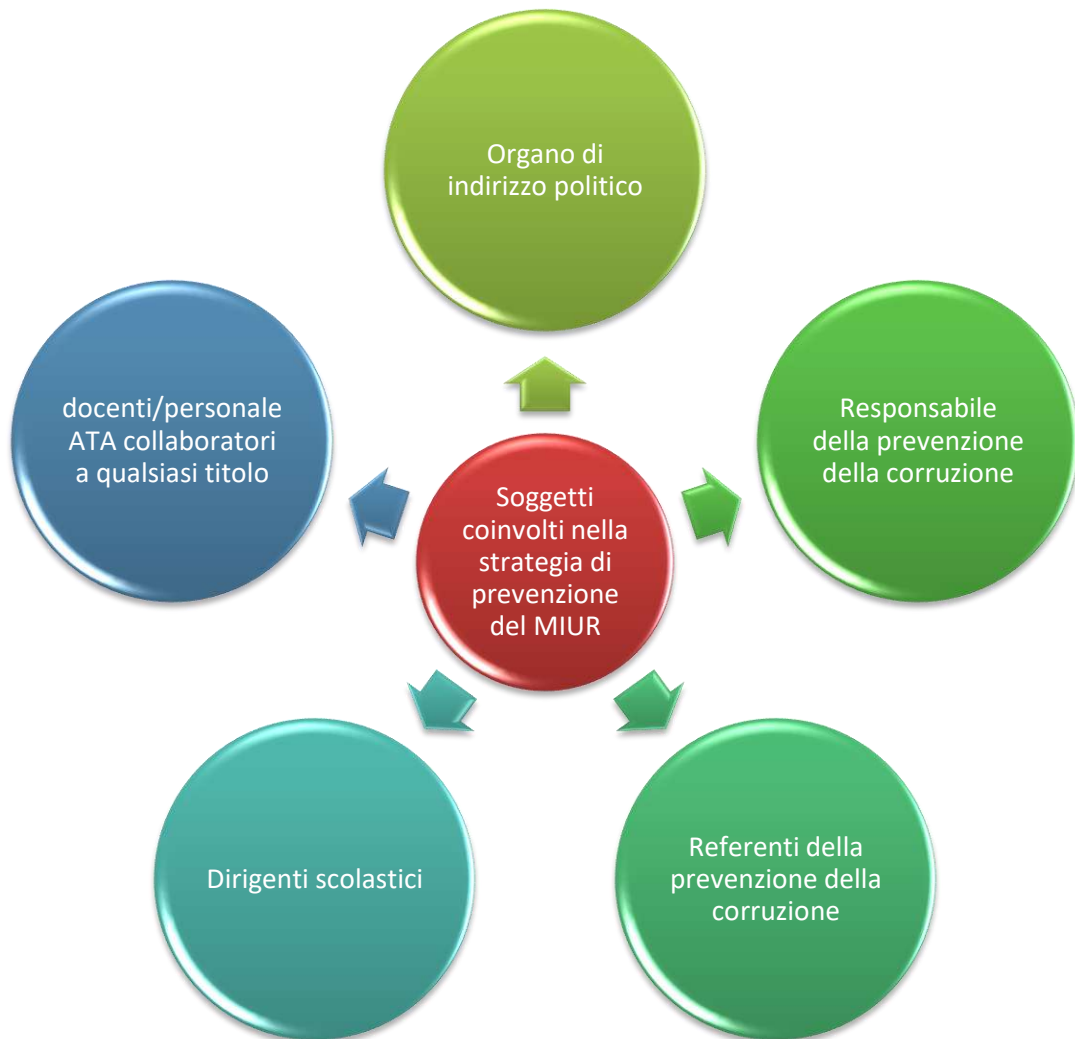 Organo di
indirizzo politico
Responsabile
della prevenzione
della corruzione
Referenti della
prevenzione della
corruzione
Dirigenti scolastici
docenti/personale
ATA collaboratori
a qualsiasi titolo
Soggetti
coinvolti nella
strategia di
prevenzione
del MIUR